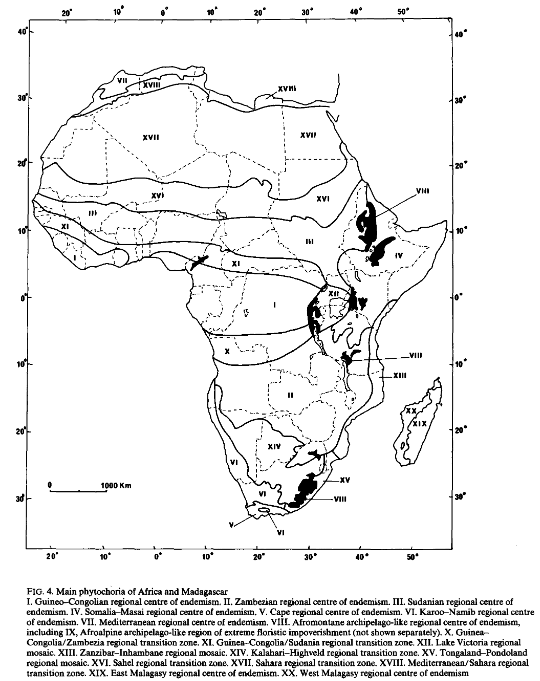 20° 10° 0° 10° 20° 30° 40° 50°
40° 40°
VII XVIII XVIII
30° 30°
XVII XVII
20° 20°
XVI XVI VIII
III
10° XI III IV 10°
I XI
0° I XII 0°
X VIII
10° XIII 10°
II
XX
XIX
20° XIV 20°
VI
0 1000 Km XV
30° VI VIII 30°
V VI
20° 10° 0° 10° 20° 30° 40° 50°
FIG. 4. Main phytochoria of Africa and Madagascar
I. Guineo–Congolian regional centre of endemism. II. Zambezian regional centre of endemism. III. Sudanian regional centre of
endemism. IV. Somalia–Masai regional centre of endemism. V. Cape regional centre of endemism. VI. Karoo–Namib regional centre
of endemism. VII. Mediterranean regional centre of endemism. VIII. Afromontane archipelago-like regional centre of endemism,
including IX, Afroalpine archipelago-like region of extreme floristic impoverishment (not shown separately). X. Guinea–
Congolia/Zambezia regional transition zone. XI. Guinea–Congolia/Sudania regional transition zone. XII. Lake Victoria regional
mosaic. XIII. Zanzibar–Inhambane regional mosaic. XIV. Kalahari–Highveld regional transition zone. XV. Tongaland–Pondoland
regional mosaic. XVI. Sahel regional transition zone. XVII. Sahara regional transition zone. XVIII. Mediterranean/Sahara regional
transition zone. XIX. East Malagasy regional centre of endemism. XX. West Malagasy regional centre of endemism